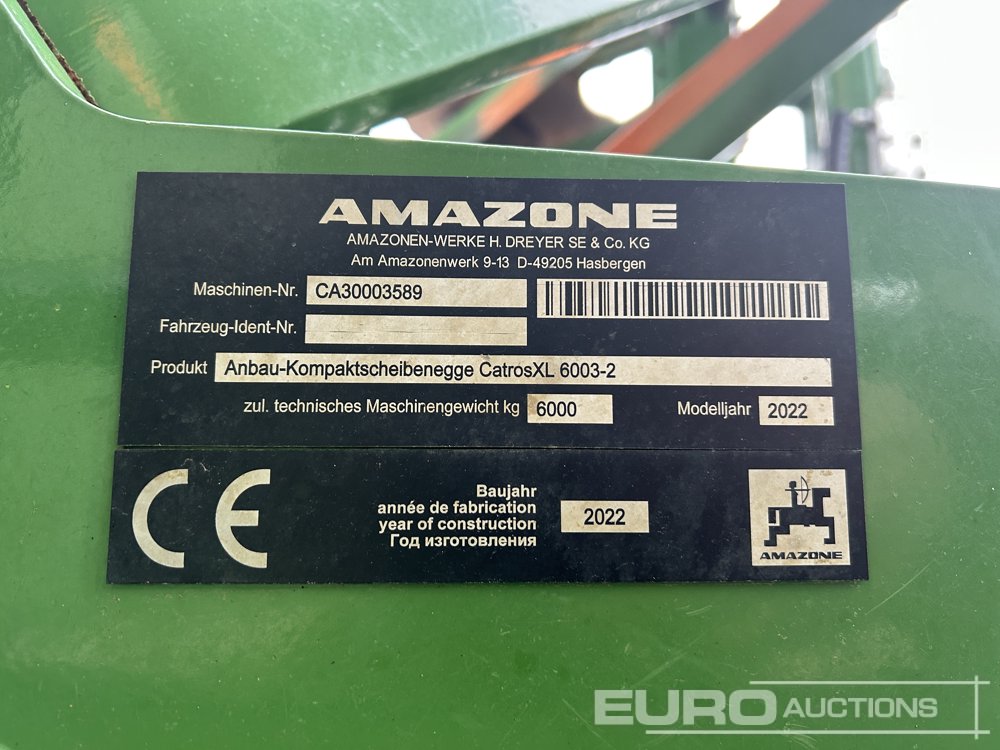 AMAZONE
AMAZONEN-WERKE H. DREYER SE & Co. KG
Am Amazonenwerk 9-13 D-49205 Hasbergen
Maschinen-Nr. CA30003589
Fahrzeug-Ident-Nr.
Produkt Anbau-Kompaktscheibenegge CatrosXL 6003-2
zul. technisches Maschinengewicht kg 6000 Modelljahr 2022
CE
Baujahr
année de fabrication
year of construction
Год изготовления
2022
AMAZONE
EURO AUCTIONS